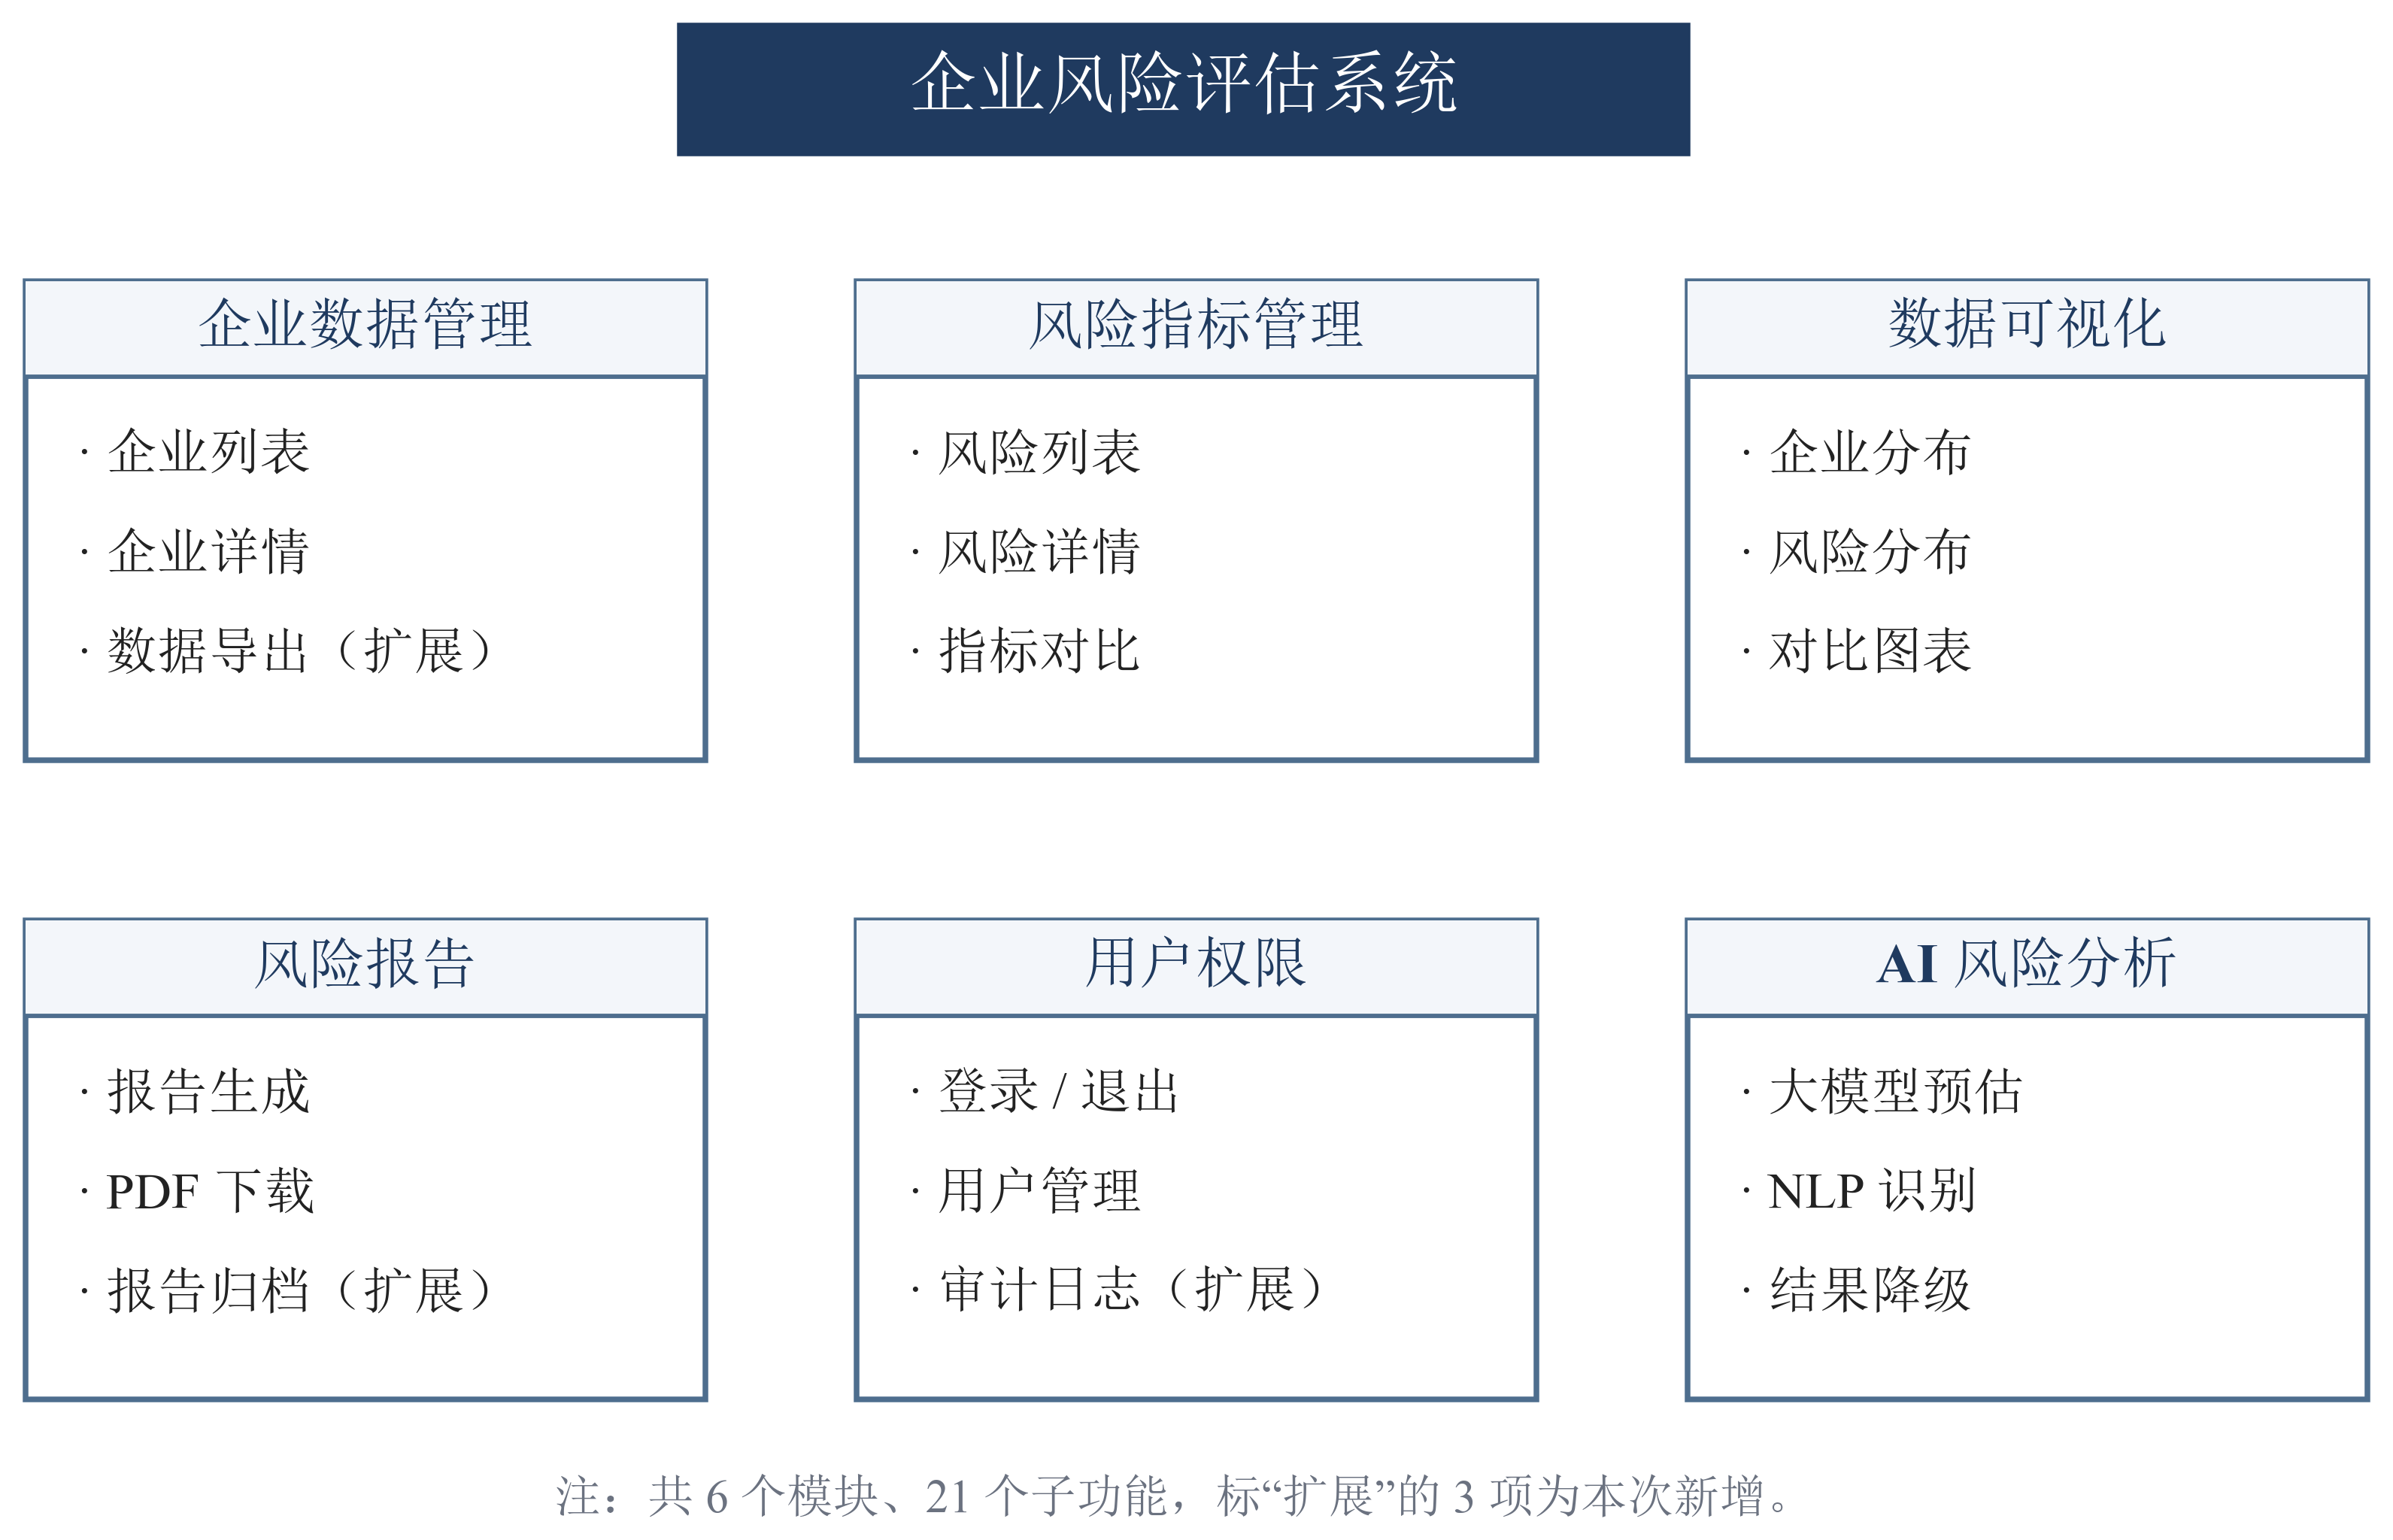 企业风险评估系统
企业数据管理
· 企业列表
· 企业详情
· 数据导出（扩展）
风险指标管理
· 风险列表
· 风险详情
· 指标对比
数据可视化
· 企业分布
· 风险分布
· 对比图表
风险报告
· 报告生成
· PDF 下载
· 报告归档（扩展）
用户权限
· 登录 / 退出
· 用户管理
· 审计日志（扩展）
AI 风险分析
· 大模型预估
· NLP 识别
· 结果降级
注：共 6 个模块、21 个子功能，标“扩展”的 3 项为本次新增。